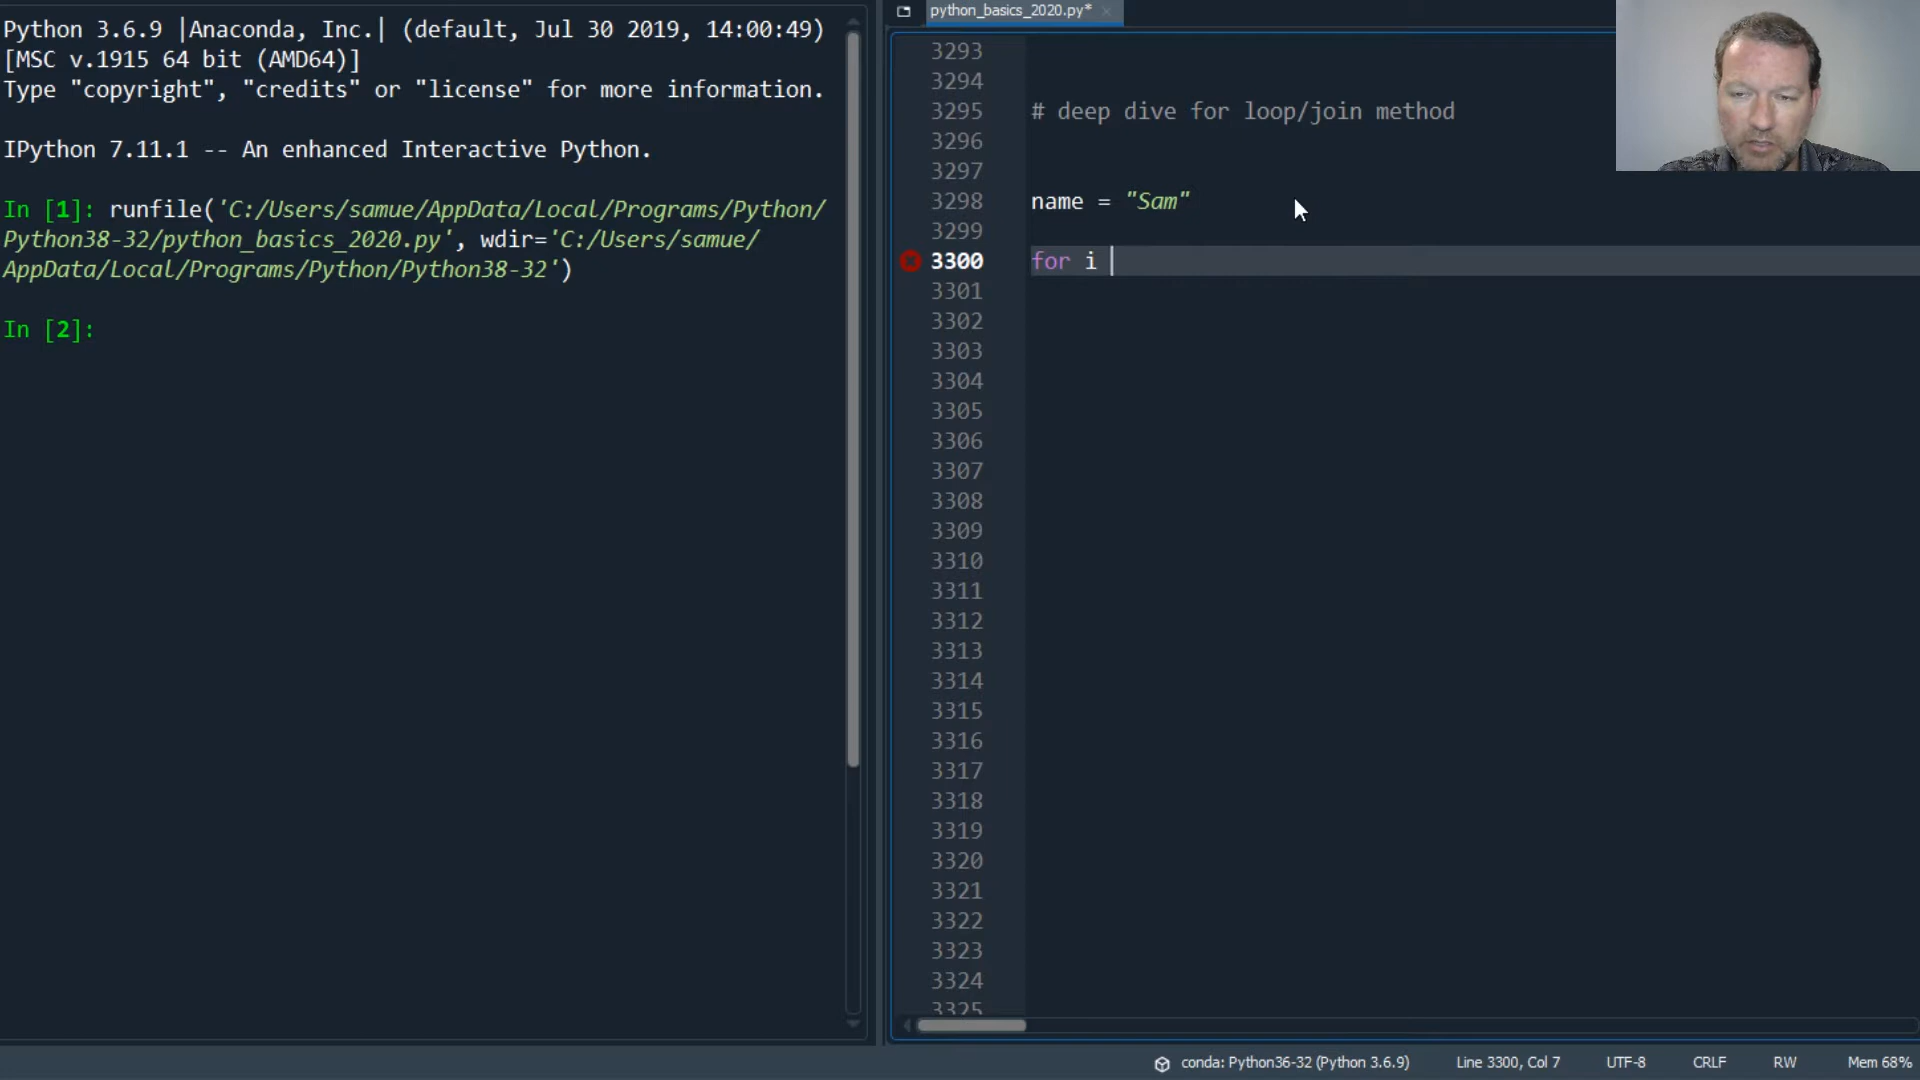 Python 3.6.9 |Anaconda, Inc.| (default, Jul 30 2019, 14:00:49)
[MSC v.1915 64 bit (AMD64)]
Type "copyright", "credits" or "license" for more information.
IPython 7.11.1 -- An enhanced Interactive Python.
In [1]: runfile('C:/Users/samue/AppData/Local/Programs/Python/
Python38-32/python_basics_2020.py', wdir='C:/Users/samue/
AppData/Local/Programs/Python/Python38-32')
In [2]:
python_basics_2020.py*
3293
3294
3295 # deep dive for loop/join method
3296
3297
3298 name = "Sam"
3299
3300 for i
3301
3302
3303
3304
3305
3306
3307
3308
3309
3310
3311
3312
3313
3314
3315
3316
3317
3318
3319
3320
3321
3322
3323
3324
3325
conda: Python36-32 (Python 3.6.9) Line 3300, Col 7 UTF-8 CRLF RW Mem 68%